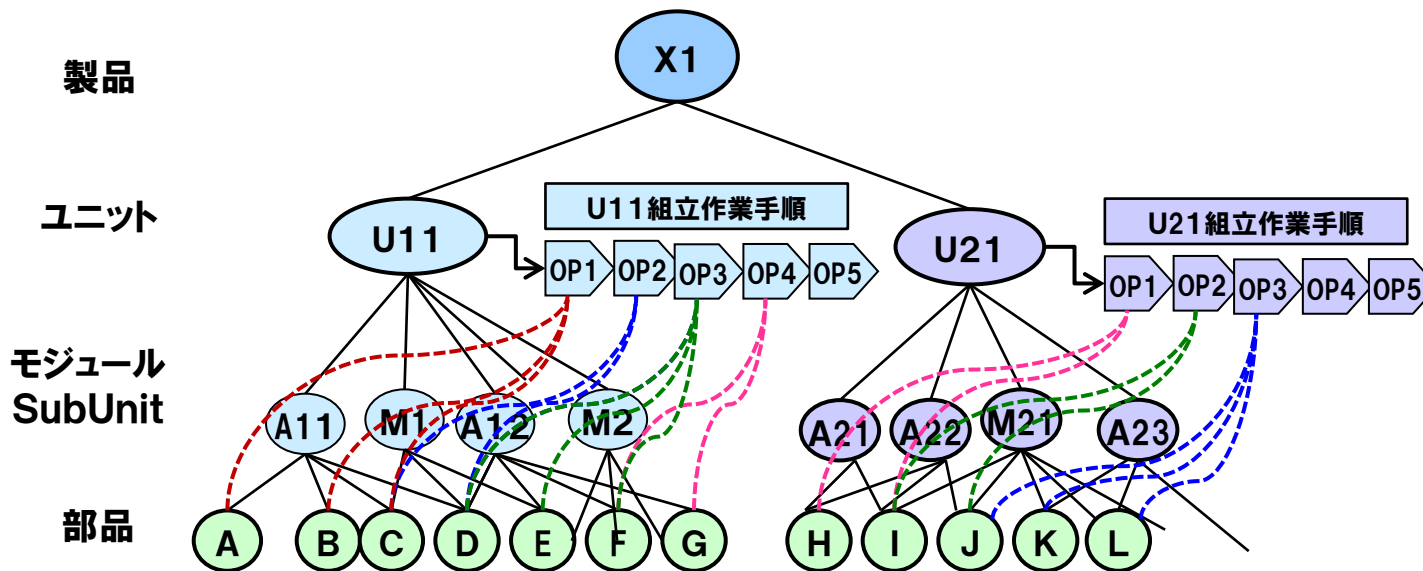 製品
X1
ユニット
U11組立作業手順
U21組立作業手順
U11
OP1 OP2 OP3 OP4 OP5
U21
OP1 OP2 OP3 OP4 OP5
モジュール
SubUnit
A11 M1 A12 M2 A21 A22 M21 A23
部品
A B C D E F G H I J K L